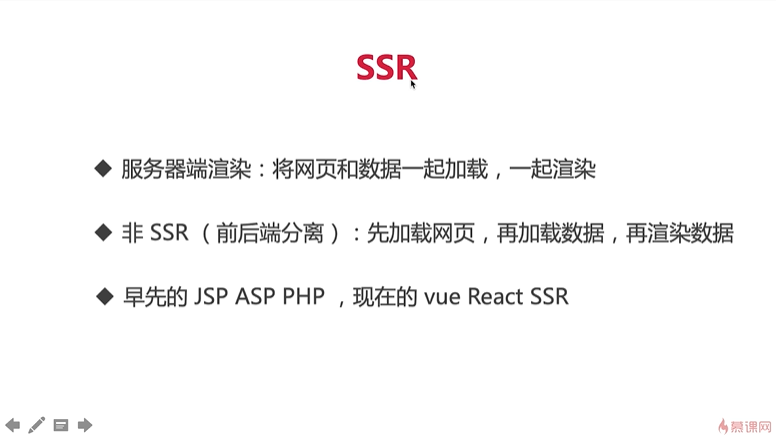 SSR
服务器端渲染：将网页和数据一起加载，一起渲染
非 SSR （ 前后端分离 ）：先加载网页，再加载数据，再渲染数据
早先的 JSP ASP PHP ，现在的 vue React SSR
慕课网